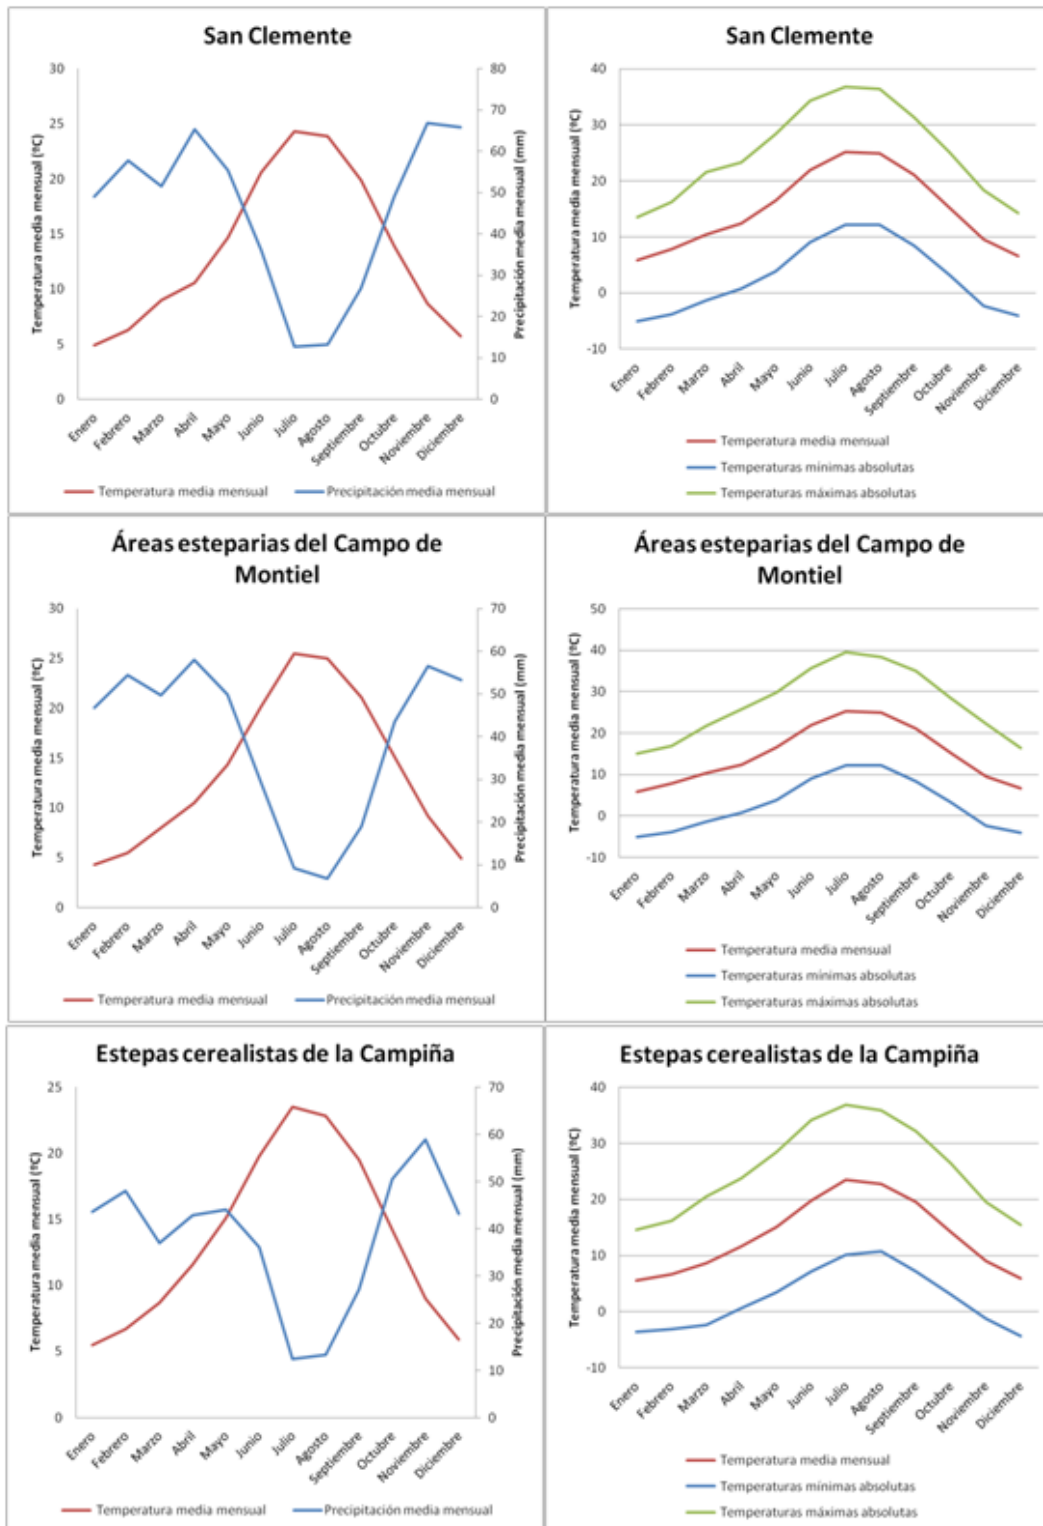 San Clemente
Temperatura media mensual (ºC)
30
25
20
15
10
5
0
80
70
60
50
40
30
20
10
0
Precipitación media mensual (mm)
Enero
Febrero
Marzo
Abril
Mayo
Junio
Julio
Agosto
Septiembre
Octubre
Noviembre
Diciembre
Temperatura media mensual
Precipitación media mensual
San Clemente
Temperatura media mensual (ºC)
40
30
20
10
0
-10
Enero
Febrero
Marzo
Abril
Mayo
Junio
Julio
Agosto
Septiembre
Octubre
Noviembre
Diciembre
Temperatura media mensual
Temperaturas mínimas absolutas
Temperaturas máximas absolutas
Áreas esteparias del Campo de
Montiel
Temperatura media mensual (ºC)
30
25
20
15
10
5
0
70
60
50
40
30
20
10
0
Precipitación media mensual (mm)
Enero
Febrero
Marzo
Abril
Mayo
Junio
Julio
Agosto
Septiembre
Octubre
Noviembre
Diciembre
Temperatura media mensual
Precipitación media mensual
Áreas esteparias del Campo de
Montiel
Temperatura media mensual (ºC)
50
40
30
20
10
0
-10
Enero
Febrero
Marzo
Abril
Mayo
Junio
Julio
Agosto
Septiembre
Octubre
Noviembre
Diciembre
Temperatura media mensual
Temperaturas mínimas absolutas
Temperaturas máximas absolutas
Estepas cerealistas de la Campiña
Temperatura media mensual (ºC)
25
20
15
10
5
0
70
60
50
40
30
20
10
0
Precipitación media mensual (mm)
Enero
Febrero
Marzo
Abril
Mayo
Junio
Julio
Agosto
Septiembre
Octubre
Noviembre
Diciembre
Temperatura media mensual
Precipitación media mensual
Estepas cerealistas de la Campiña
Temperatura media mensual (ºC)
40
30
20
10
0
-10
Enero
Febrero
Marzo
Abril
Mayo
Junio
Julio
Agosto
Septiembre
Octubre
Noviembre
Diciembre
Temperatura media mensual
Temperaturas mínimas absolutas
Temperaturas máximas absolutas